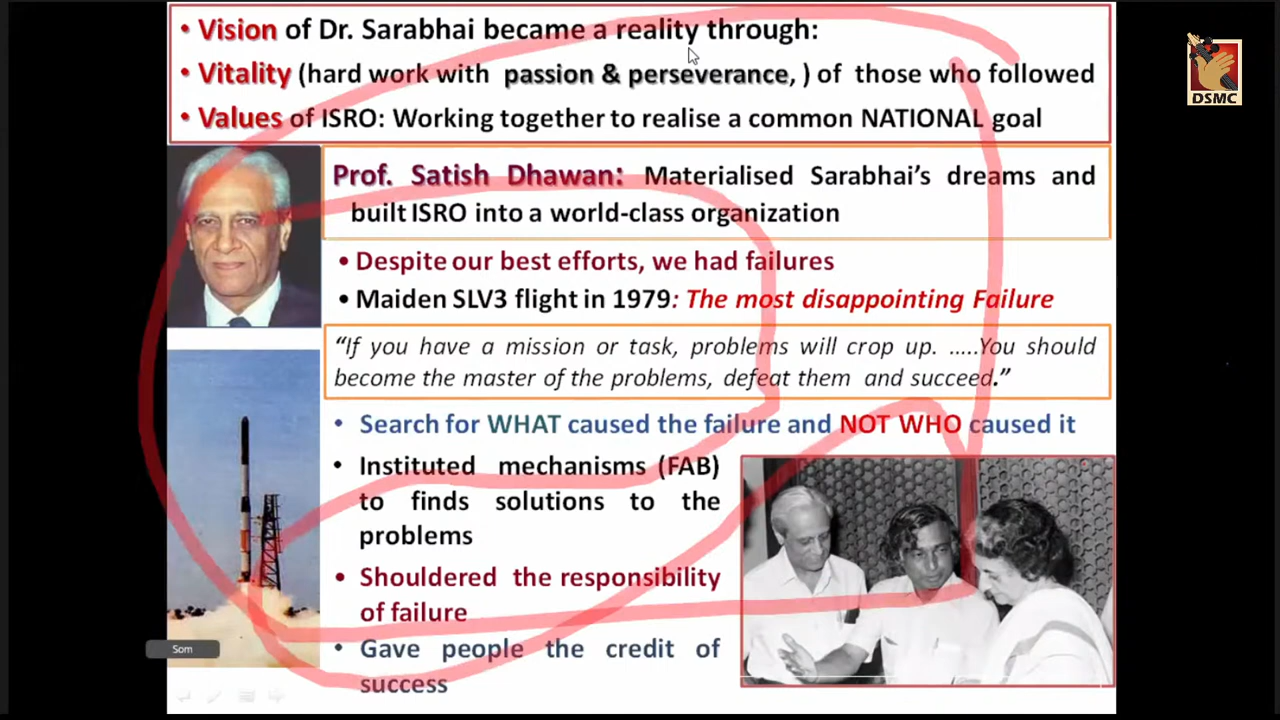 • Vision of Dr. Sarabhai became a reality through:
• Vitality (hard work with passion & perseverance, ) of those who followed
• Values of ISRO: Working together to realise a common NATIONAL goal
DSMC
Prof. Satish Dhawan: Materialised Sarabhai's dreams and
built ISRO into a world-class organization
• Despite our best efforts, we had failures
• Maiden SLV3 flight in 1979: The most disappointing Failure
“If you have a mission or task, problems will crop up. .....You should
become the master of the problems, defeat them and succeed.”
• Search for WHAT caused the failure and NOT WHO caused it
• Instituted mechanisms (FAB)
to finds solutions to the
problems
• Shouldered the responsibility
of failure
• Gave people the credit of
success
Som